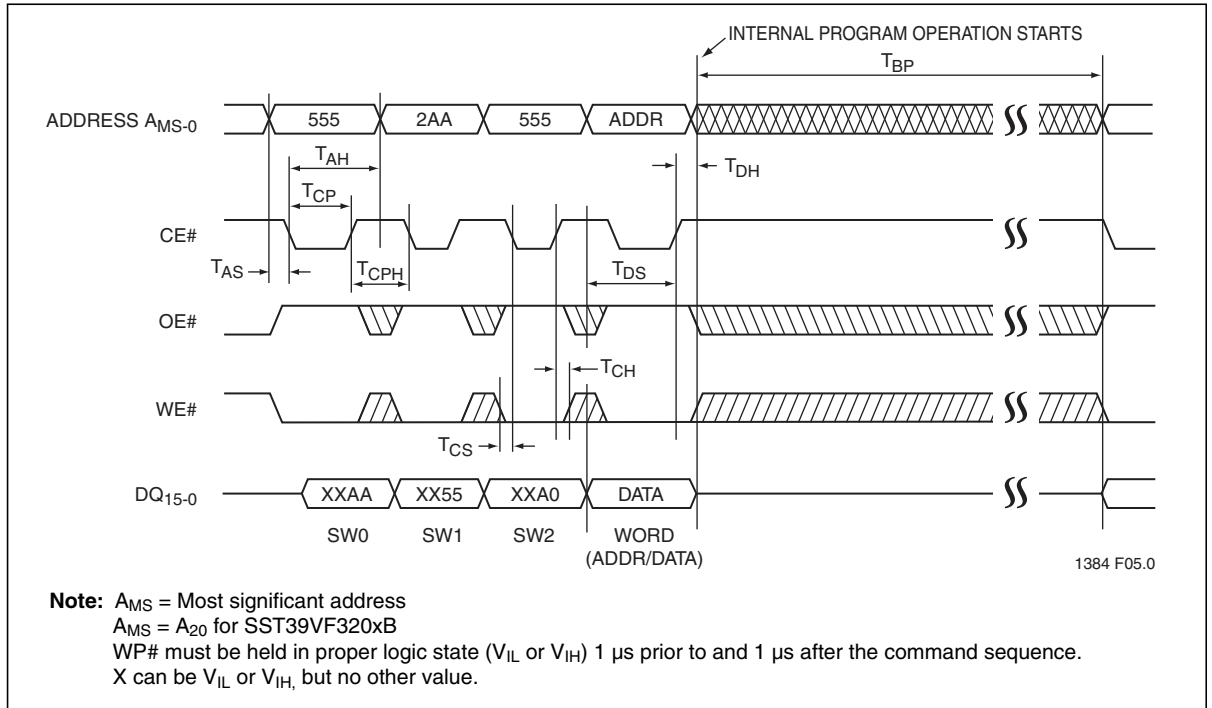 INTERNAL PROGRAM OPERATION STARTS
TBP
ADDRESS AMS-0
555
2AA
555
ADDR
TAH
TDH
TCP
CE#
TAS
TCPH
TDS
OE#
TCH
WE#
TCS
DQ15-0
XXAA
XX55
XXA0
DATA
SW0
SW1
SW2
WORD
(ADDR/DATA)
1384 F05.0
Note: AMS = Most significant address
AMS = A20 for SST39VF320xB
WP# must be held in proper logic state (VIL or VIH) 1 µs prior to and 1 µs after the command sequence.
X can be VIL or VIH, but no other value.